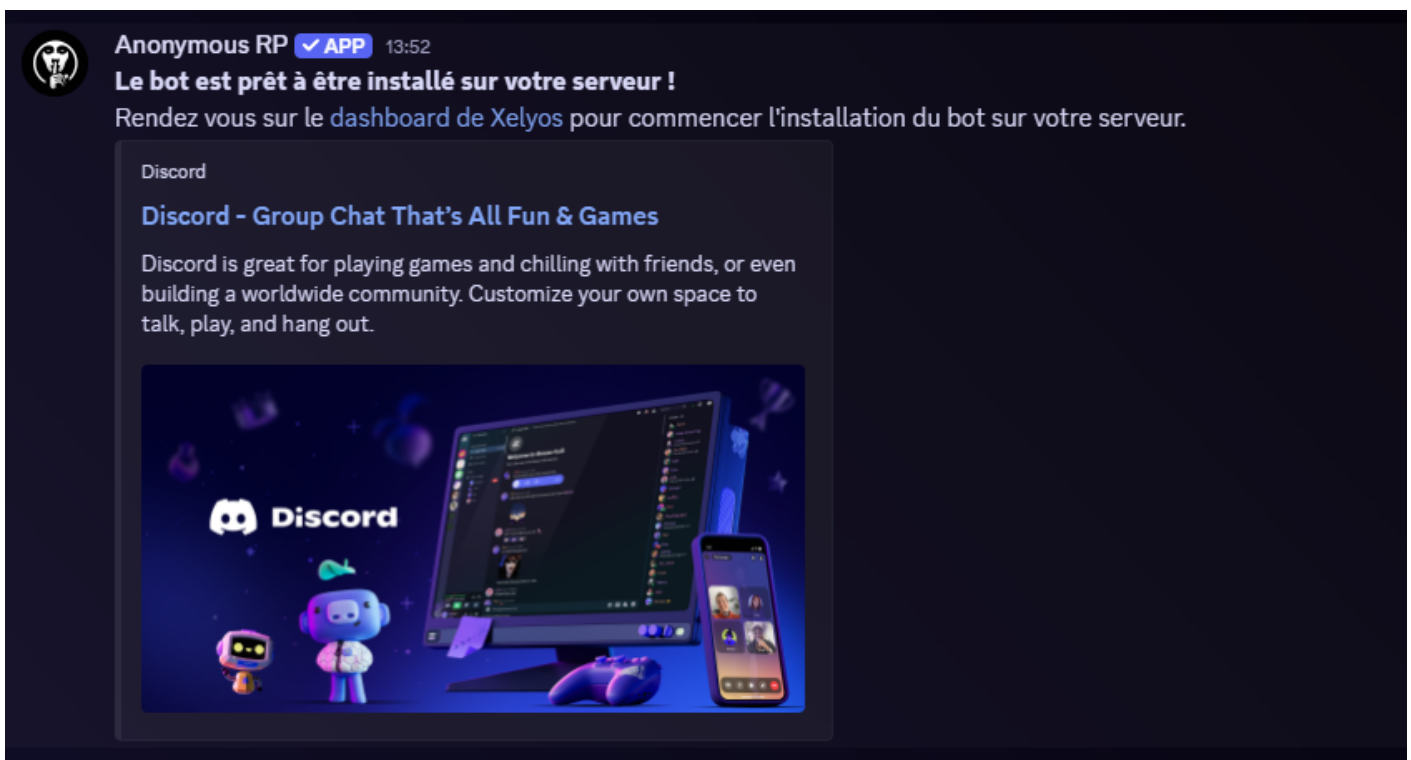 Anonymous RP ✓ APP 13:52
Le bot est prêt à être installé sur votre serveur !
Rendez vous sur le dashboard de Xelyos pour commencer l'installation du bot sur votre serveur.
Discord
Discord - Group Chat That’s All Fun & Games
Discord is great for playing games and chilling with friends, or even
building a worldwide community. Customize your own space to
talk, play, and hang out.
Discord